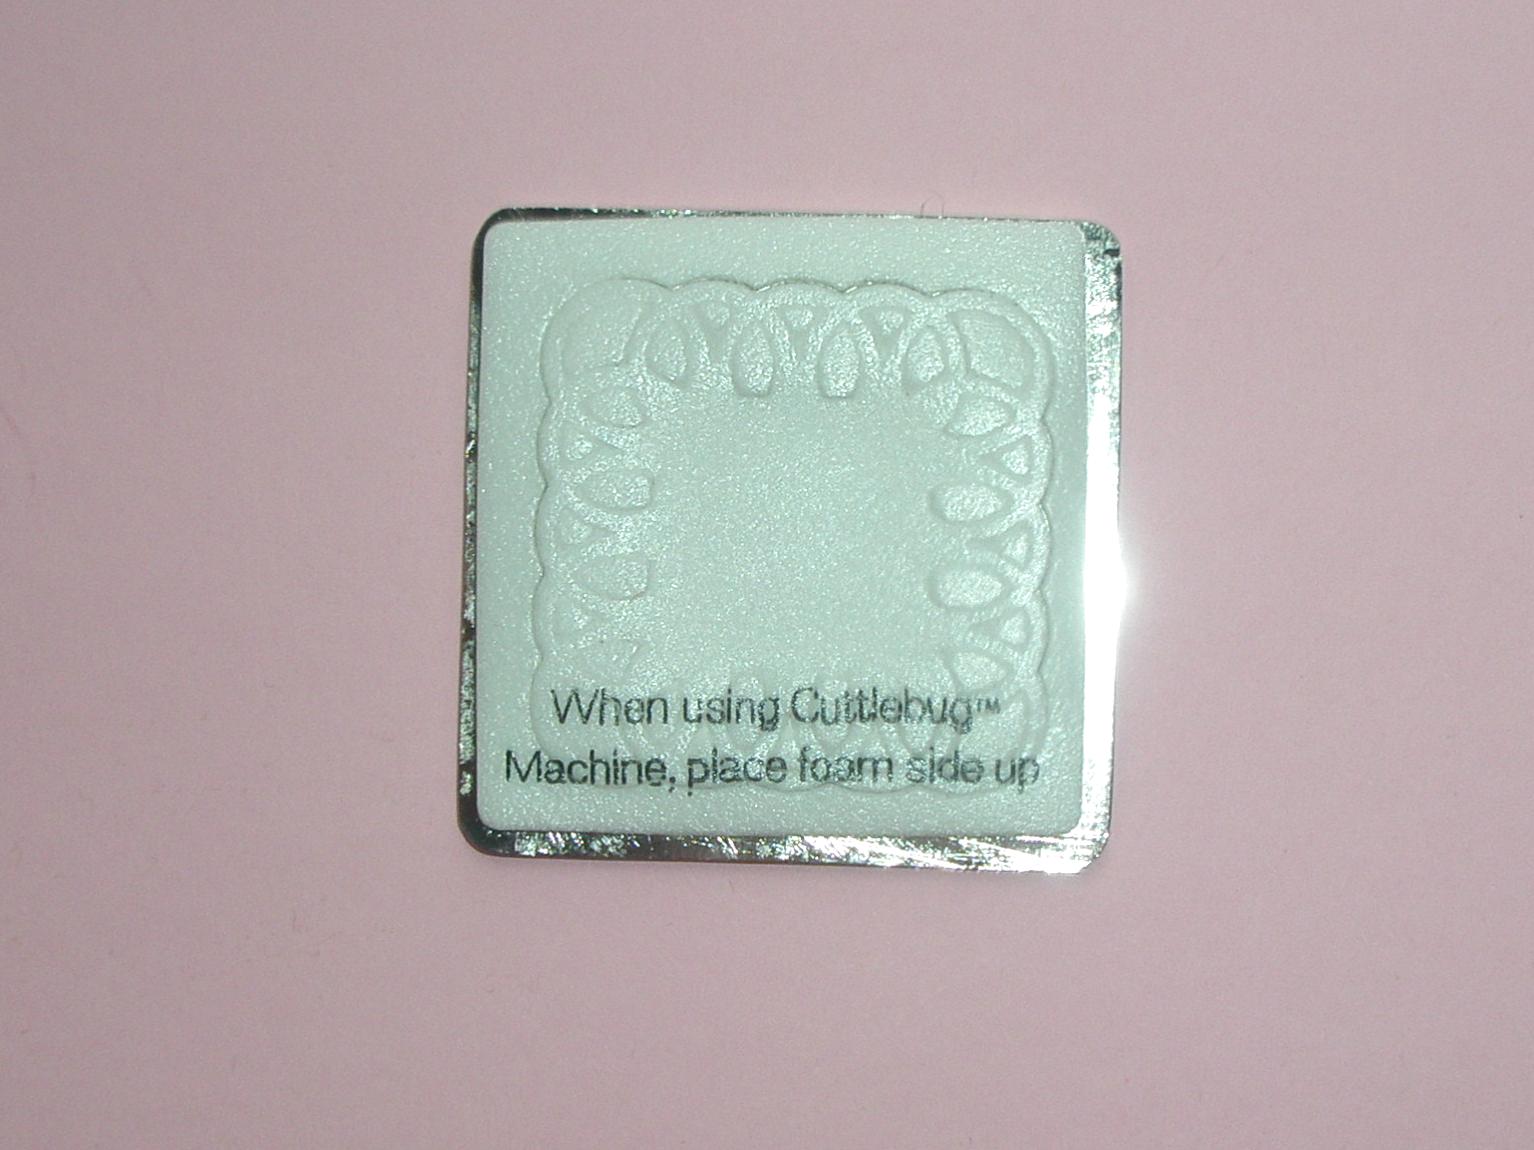 When using Cuttlebug™
Machine, place foam side up